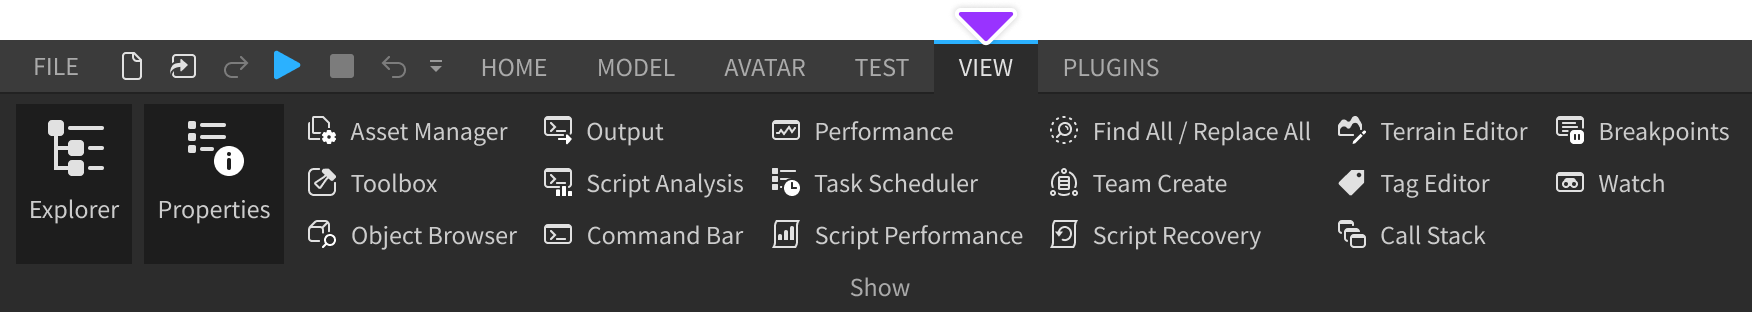 FILE HOME MODEL AVATAR TEST VIEW PLUGINS
Explorer
Properties
Asset Manager
Toolbox
Object Browser
Output
Script Analysis
Command Bar
Performance
Task Scheduler
Script Performance
Find All / Replace All
Team Create
Script Recovery
Terrain Editor
Tag Editor
Call Stack
Breakpoints
Watch
Show